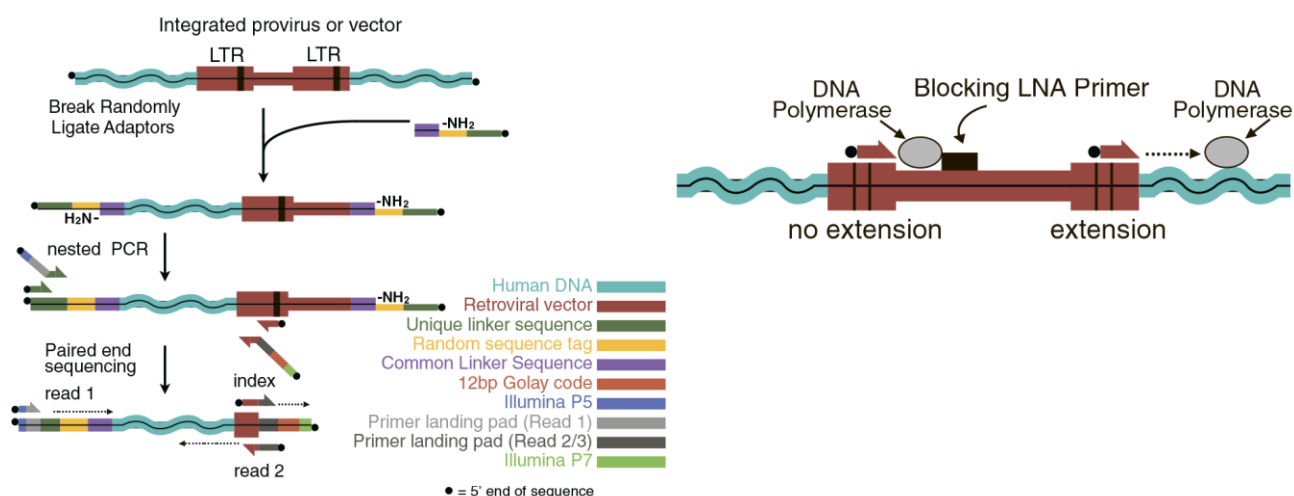 Integrated provirus or vector
LTR
LTR
Break Randomly
Ligate Adaptors
-NH2
H2N-
-NH2
nested PCR
-NH2
Paired end
sequencing
read 1
index
read 2
Human DNA
Retroviral vector
Unique linker sequence
Random sequence tag
Common Linker Sequence
12bp Golay code
Illumina P5
Primer landing pad (Read 1)
Primer landing pad (Read 2/3)
Illumina P7
= 5' end of sequence
DNA
Polymerase
Blocking LNA Primer
DNA
Polymerase
no extension
extension